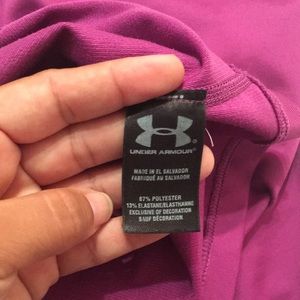 UNDER ARMOUR
MADE IN EL SALVADOR
FABRIQUÉ AU SALVADOR
87% POLYESTER
13% ELASTANE/ELASTHANNE
EXCLUSIVE OF DECORATION
SAUF DÉCORATION